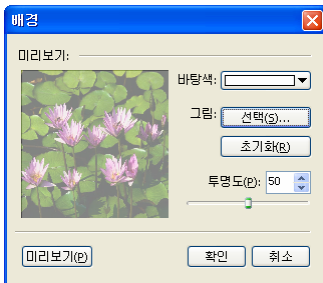 배경
미리보기:
바탕색:
그림: 선택(S)...
초기화(R)
투명도(P): 50
미리보기(P) 확인 취소